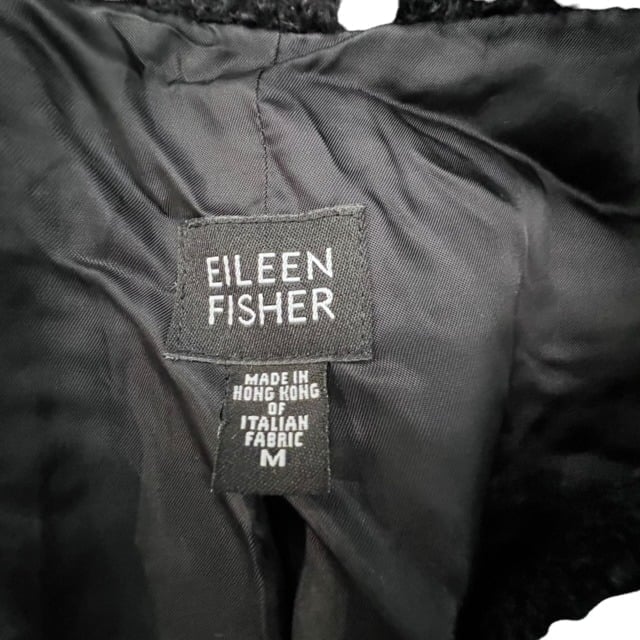 EILEEN
FISHER
MADE IN
HONG KONG
OF
ITALIAN
FABRIC
M